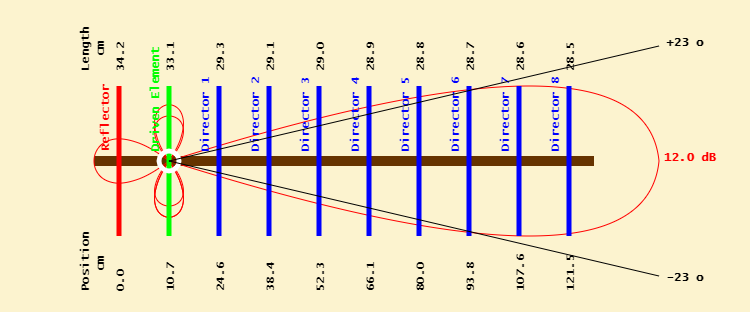 Length
cm
34.2
33.1
29.3
29.1
29.0
28.9
28.8
28.7
28.6
28.5
+23 o
Reflector
Driven Element
Director 1
Director 2
Director 3
Director 4
Director 5
Director 6
Director 7
Director 8
12.0 dB
Position
cm
0.0
10.7
24.6
38.4
52.3
66.1
80.0
93.8
107.6
121.5
-23 o